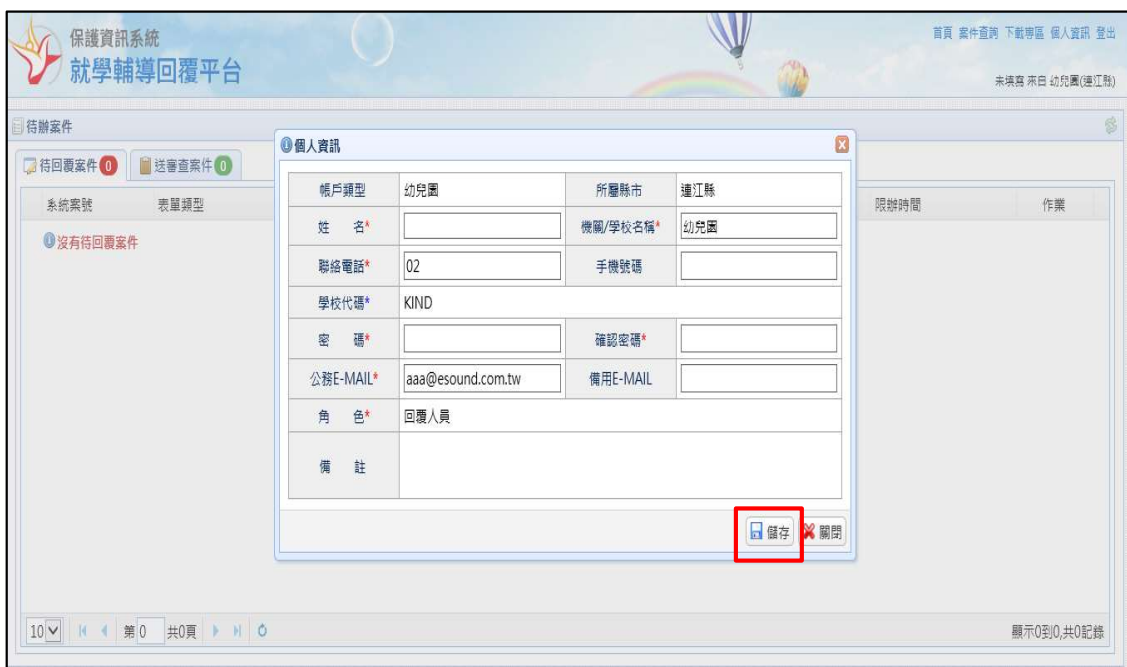 保護資訊系統
就學輔導回覆平台
首頁 案件查詢 下載專區 個人資訊 登出
未填寫 來自 幼兒園(連江縣)
待辦案件
待回覆案件 0 送審查案件 0
系統案號 表單類型 限辦時間 作業
沒有待回覆案件
個人資訊
帳戶類型 幼兒園 所屬縣市 連江縣
姓 名* 機關/學校名稱* 幼兒園
聯絡電話* 02 手機號碼
學校代碼* KIND
密 碼* 確認密碼*
公務E-MAIL* aaa@esound.com.tw 備用E-MAIL
角 色* 回覆人員
備 註
儲存 關閉
10 第 0 共0頁 顯示0到0,共0記錄